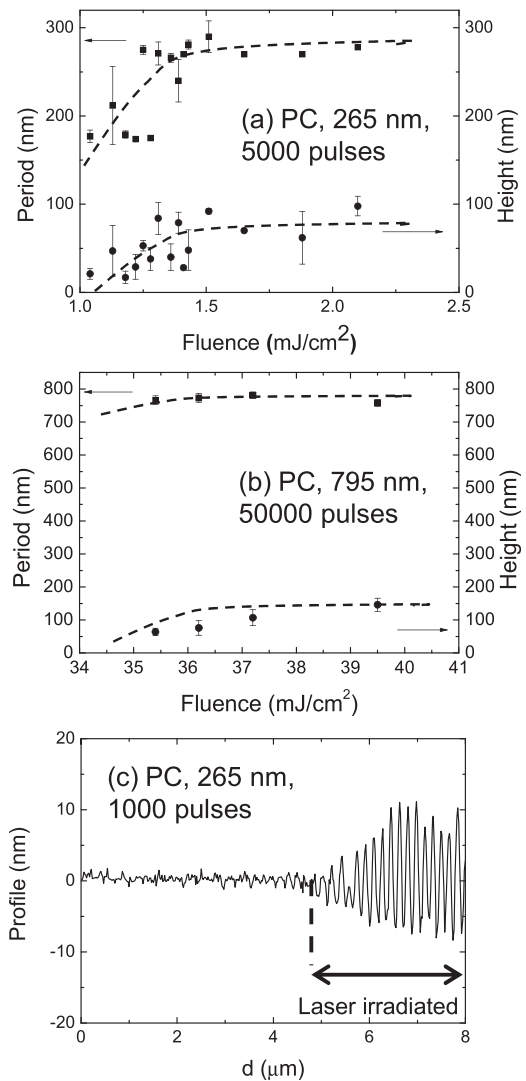 300
200
100
0
Period (nm)
(a) PC, 265 nm,
5000 pulses
300
200
100
0
Height (nm)
1.0 1.5 2.0 2.5
Fluence (mJ/cm²)
800
700
600
500
400
300
200
100
0
Period (nm)
(b) PC, 795 nm,
50000 pulses
800
700
600
500
400
300
200
100
0
Height (nm)
34 35 36 37 38 39 40 41
Fluence (mJ/cm²)
20
10
0
-10
-20
Profile (nm)
(c) PC, 265 nm,
1000 pulses
Laser irradiated
0 2 4 6 8
d (μm)